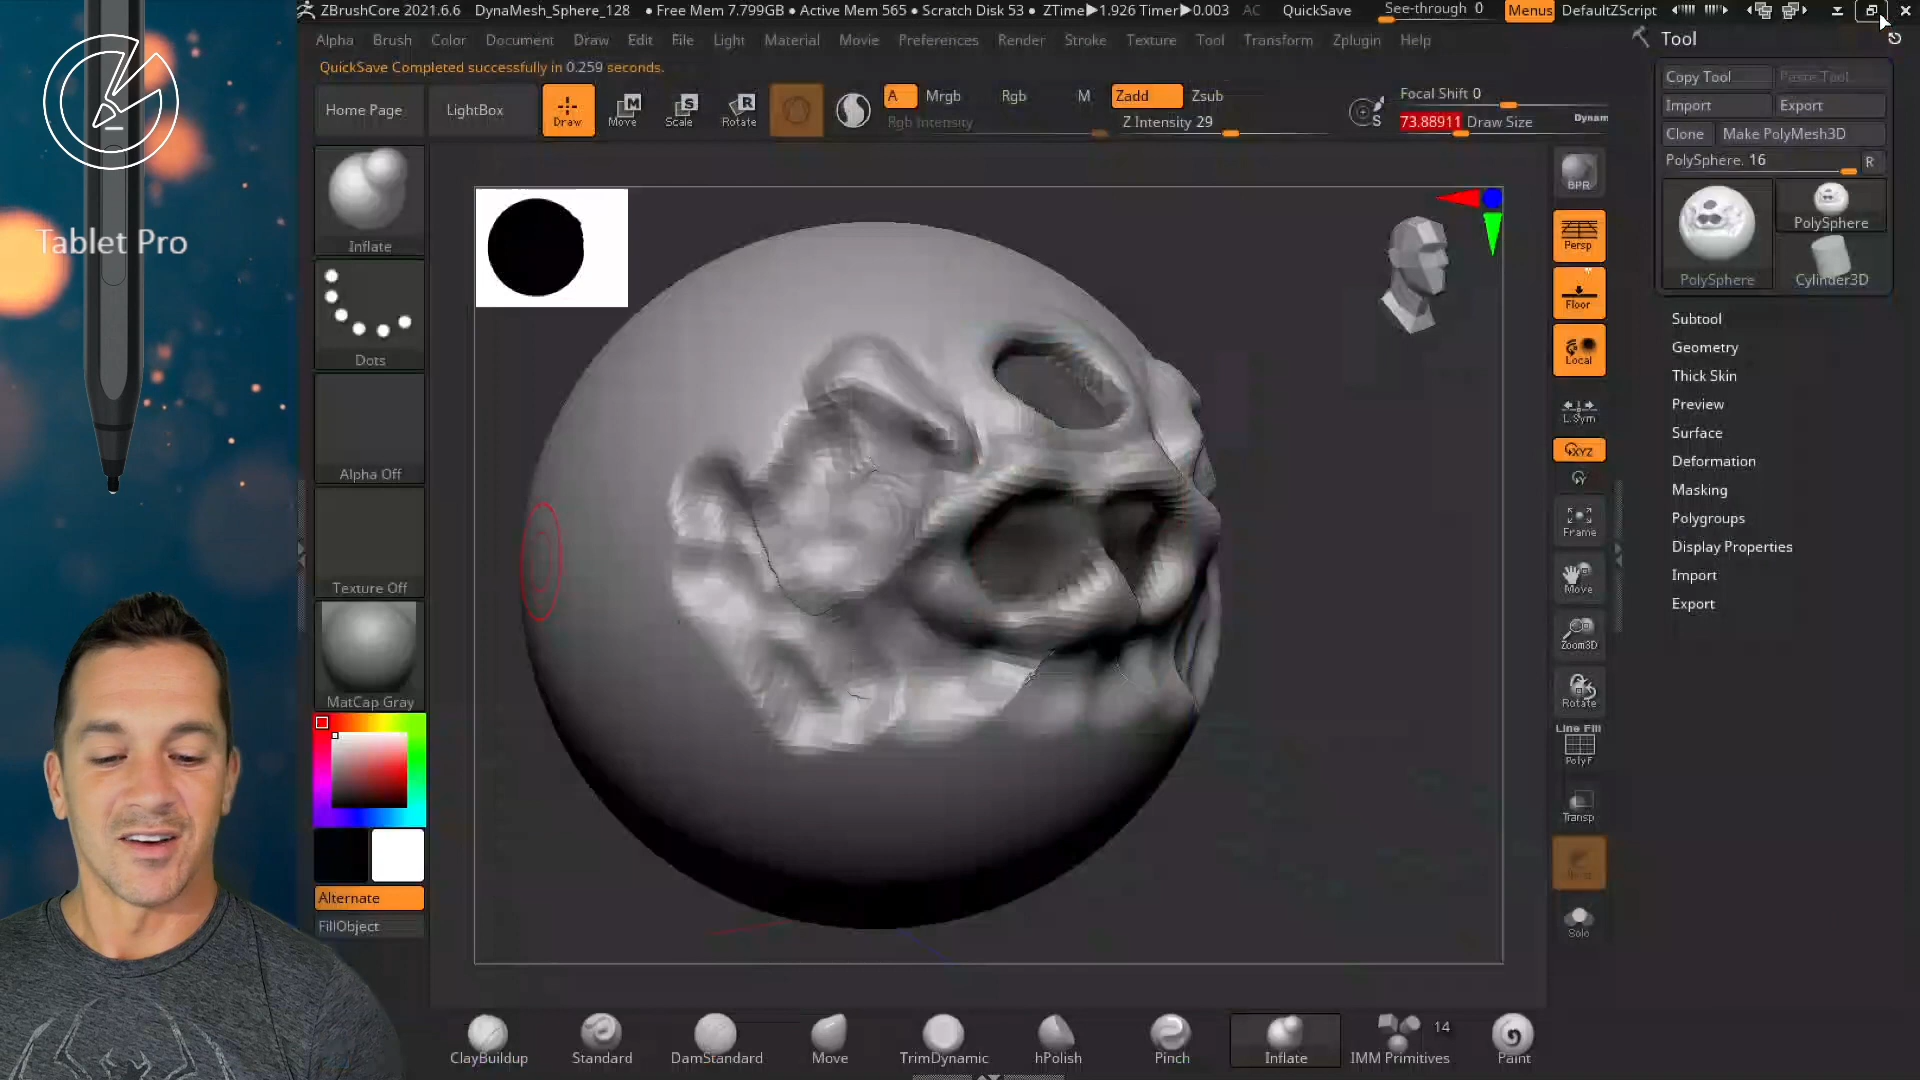 ZBrushCore 2021.6.6 DynaMesh_Sphere_128 • Free Mem 7.799GB • Active Mem 565 • Scratch Disk 53 • ZTime▶1.926 Timer▶0.003 AC QuickSave See-through 0 Menus DefaultZScript
Alpha Brush Color Document Draw Edit File Light Material Movie Preferences Render Stroke Texture Tool Transform Zplugin Help
QuickSave Completed successfully in 0.259 seconds.
Home Page LightBox Draw Move Scale Rotate
M S R
A Mrgb Rgb M Zadd Zsub
Rgb Intensity Z Intensity 29
Focal Shift 0
S 73.88911 Draw Size Dynam
Tablet Pro
Inflate
Dots
Alpha Off
Texture Off
MatCap Gray
Alternate
FillObject
BPR
Persp
Floor
Local
L.Sym
XYZ
Frame
Move
Zoom3D
Rotate
Line Fill
PolyF
Transp
Solo
Tool
Copy Tool Paste Tool
Import Export
Clone Make PolyMesh3D
PolySphere. 16 R
PolySphere
PolySphere Cylinder3D
Subtool
Geometry
Thick Skin
Preview
Surface
Deformation
Masking
Polygroups
Display Properties
Import
Export
ClayBuildup Standard DamStandard Move TrimDynamic hPolish Pinch Inflate IMM Primitives 14 Paint